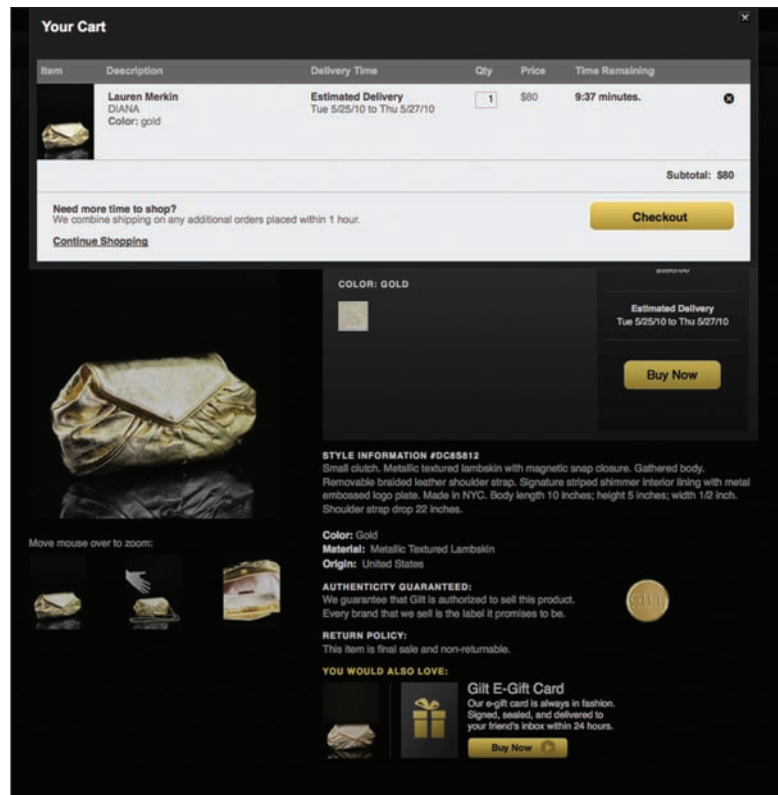 Your Cart
Item Description Delivery Time Qty Price Time Remaining
Lauren Merkin Estimated Delivery 1 $80 9:37 minutes.
DIANA Tue 5/25/10 to Thu 5/27/10
Color: gold
Subtotal: $80
Need more time to shop?
We combine shipping on any additional orders placed within 1 hour.
Checkout
Continue Shopping
COLOR: GOLD
Estimated Delivery
Tue 5/25/10 to Thu 5/27/10
Buy Now
STYLE INFORMATION #DC8S812
Small clutch. Metallic textured lambskin with magnetic snap closure. Gathered body.
Removable braided leather shoulder strap. Signature striped shimmer interior lining with metal
embossed logo plate. Made in NYC. Body length 10 inches; height 5 inches; width 1/2 inch.
Shoulder strap drop 22 inches.
Move mouse over to zoom:
Color: Gold
Material: Metallic Textured Lambskin
Origin: United States
AUTHENTICITY GUARANTEED:
We guarantee that Gilt is authorized to sell this product.
Every brand that we sell is the label it promises to be.
GILT
RETURN POLICY:
This item is final sale and non-returnable.
YOU WOULD ALSO LOVE:
Gilt E-Gift Card
Our e-gift card is always in fashion.
Signed, sealed, and delivered to
your friend's inbox within 24 hours.
Buy Now